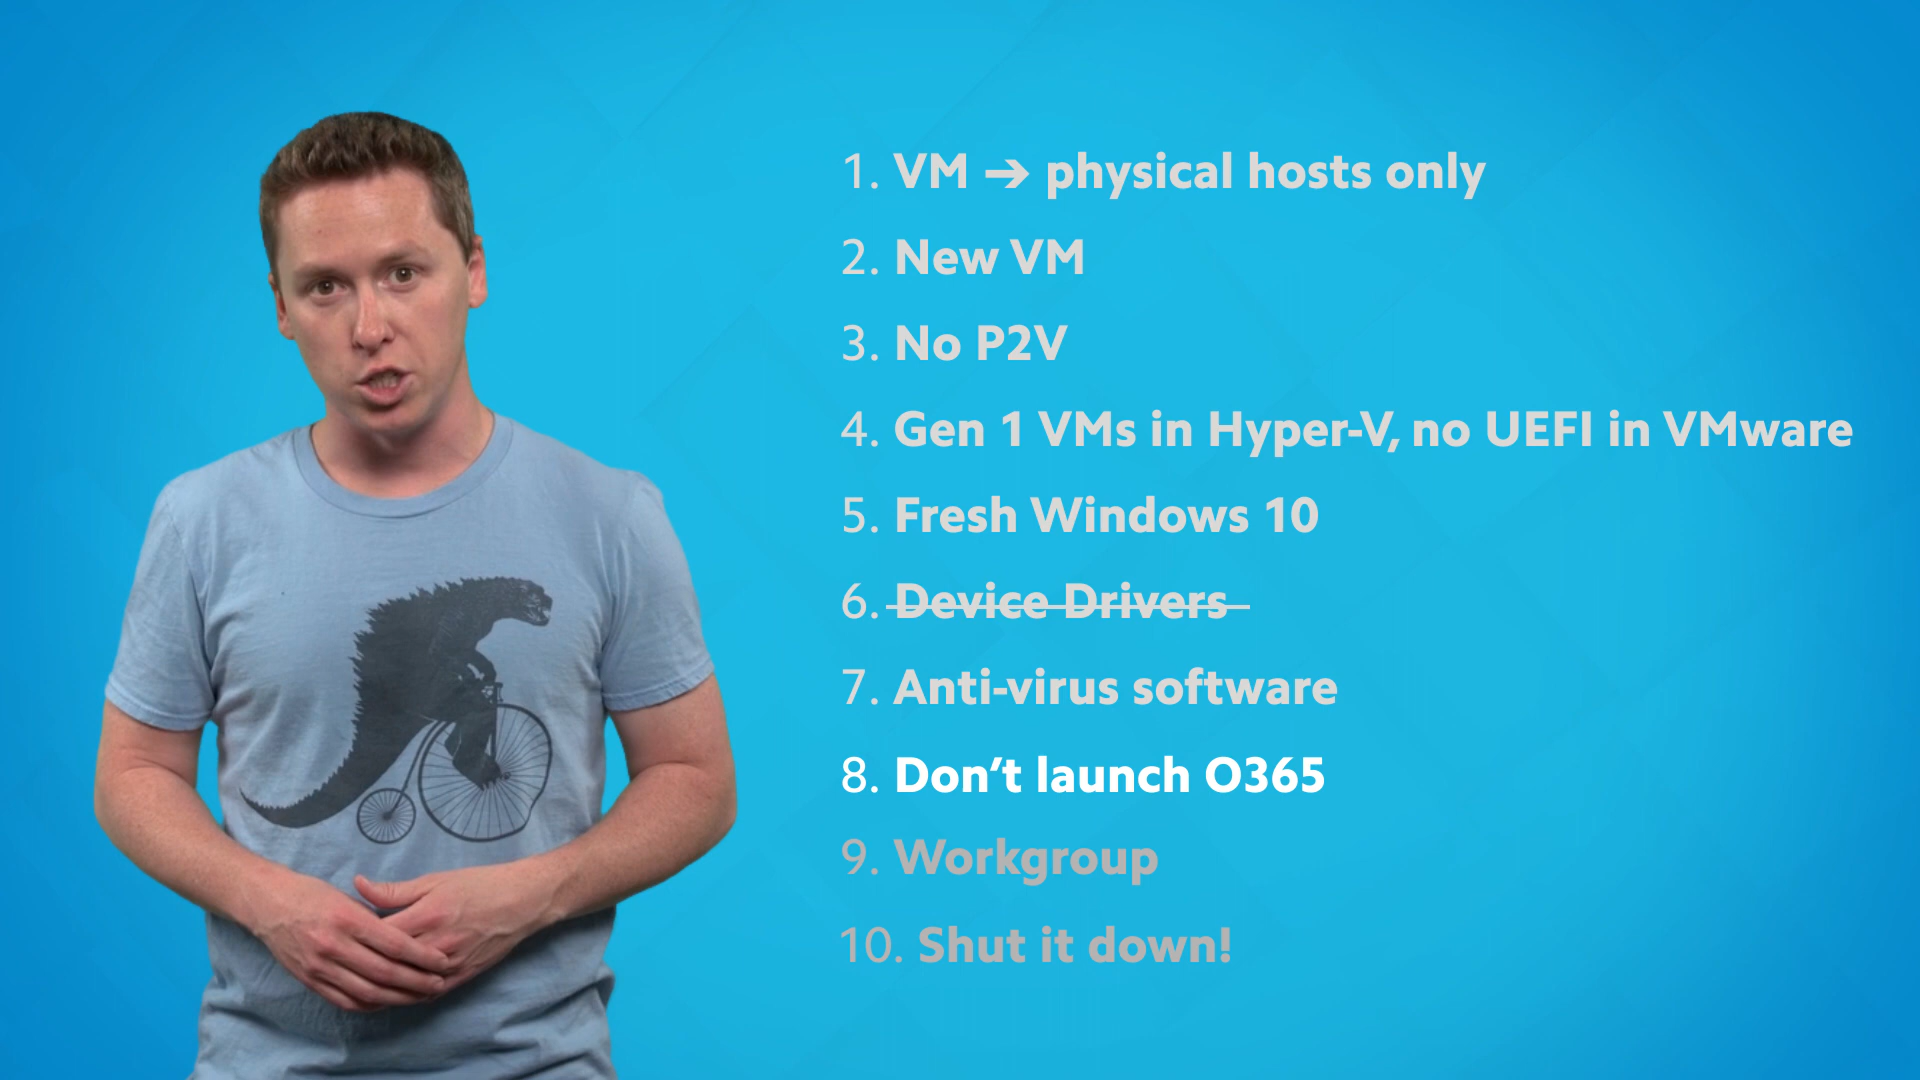 1. VM ➔ physical hosts only
2. New VM
3. No P2V
4. Gen 1 VMs in Hyper-V, no UEFI in VMware
5. Fresh Windows 10
6. Device Drivers
7. Anti-virus software
8. Don’t launch O365
9. Workgroup
10. Shut it down!